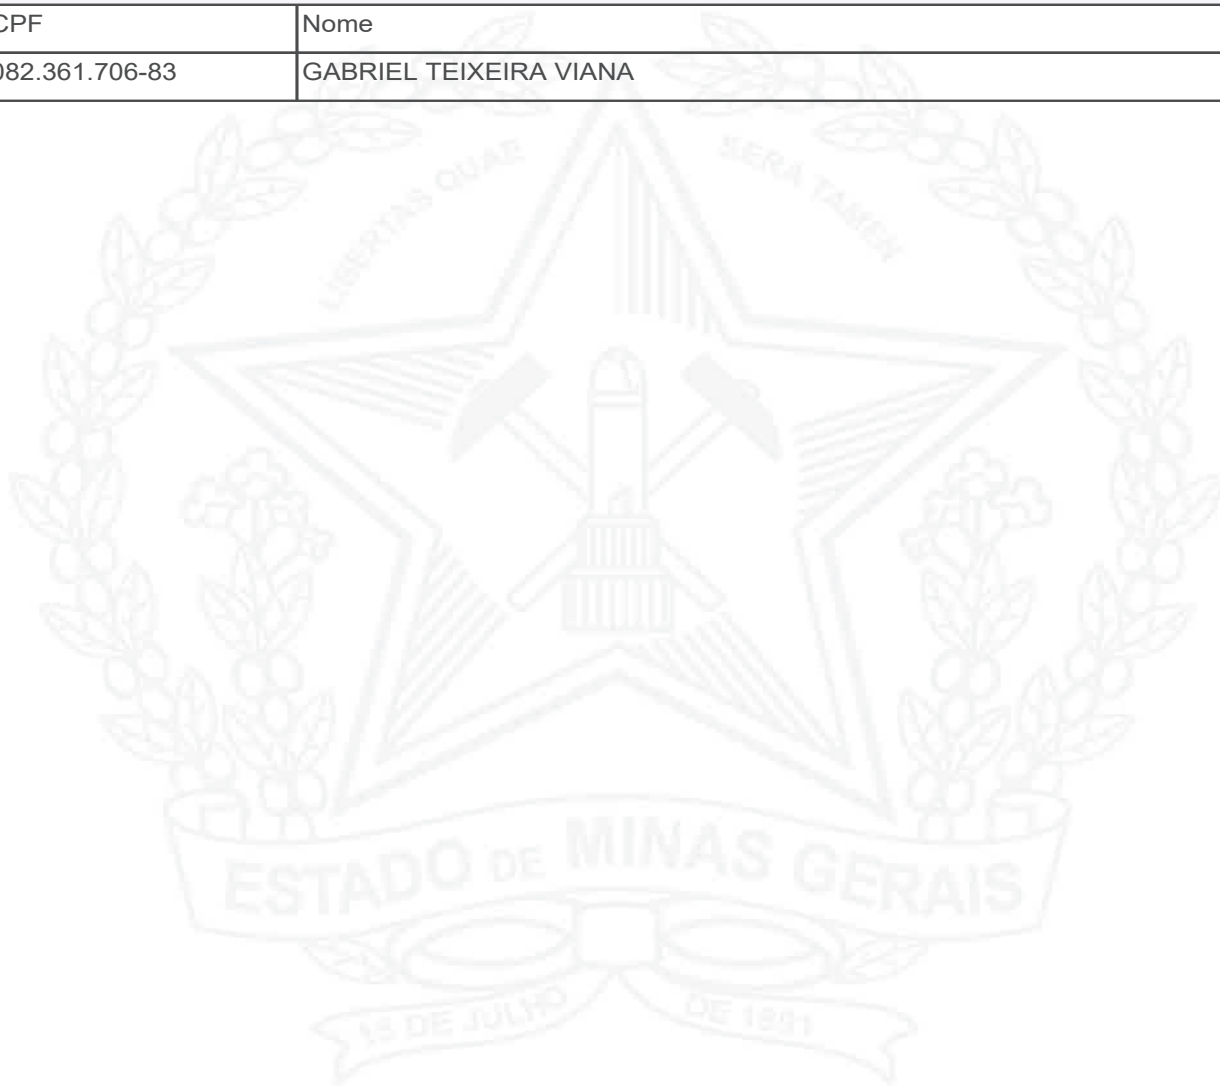 CPF Nome
082.361.706-83 GABRIEL TEIXEIRA VIANA
LIBERTAS QUAE SERA TAMEN
ESTADO DE MINAS GERAIS
15 DE JULHO DE 1891